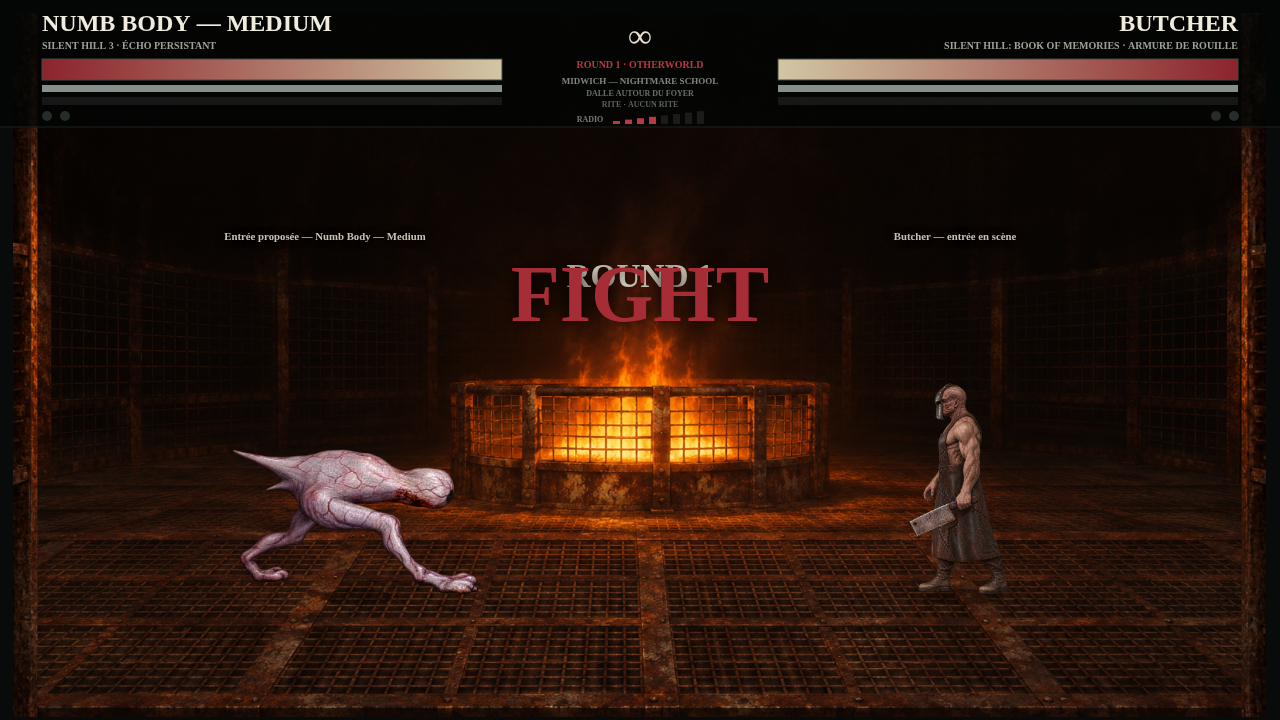 NUMB BODY — MEDIUM
SILENT HILL 3 · ÉCHO PERSISTANT
∞
ROUND 1 · OTHERWORLD
MIDWICH — NIGHTMARE SCHOOL
DALLE AUTOUR DU FOYER
RITE · AUCUN RITE
RADIO
BUTCHER
SILENT HILL: BOOK OF MEMORIES · ARMURE DE ROUILLE
Entrée proposée — Numb Body — Medium
Butcher — entrée en scène
ROUND 1
FIGHT